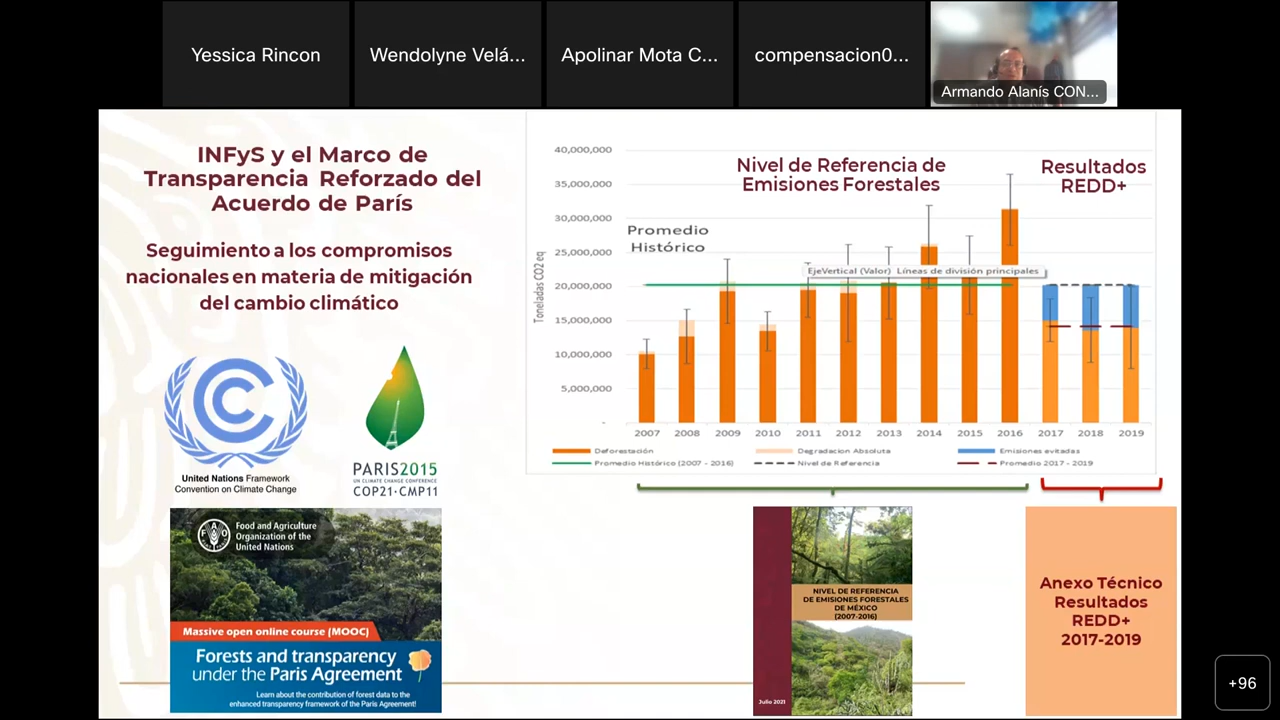 Yessica Rincon
Wendolyne Velá...
Apolinar Mota C...
compensacion0...
Armando Alanís CON...
INFyS y el Marco de
Transparencia Reforzado del
Acuerdo de París
Seguimiento a los compromisos
nacionales en materia de mitigación
del cambio climático
United Nations Framework
Convention on Climate Change
PARIS2015
UN CLIMATE CHANGE CONFERENCE
COP21·CMP11
FAO
Food and Agriculture
Organization of the
United Nations
Massive open online course (MOOC)
Forests and transparency
under the Paris Agreement
Learn about the contribution of forest data to the
enhanced transparency framework of the Paris Agreement!
Nivel de Referencia de
Emisiones Forestales
Resultados
REDD+
Promedio
Histórico
EjeVertical (Valor) Líneas de división principales
Toneladas CO2 eq
40,000,000
35,000,000
30,000,000
25,000,000
20,000,000
15,000,000
10,000,000
5,000,000
-
2007 2008 2009 2010 2011 2012 2013 2014 2015 2016 2017 2018 2019
Deforestación Degradacion Absoluta Emisiones evitadas
Promedio Histórico (2007 - 2016) Nivel de Referencia Promedio 2017 - 2019
NIVEL DE REFERENCIA
DE EMISIONES FORESTALES
DE MÉXICO
(2007-2016)
Julio 2021
Anexo Técnico
Resultados
REDD+
2017-2019
+96